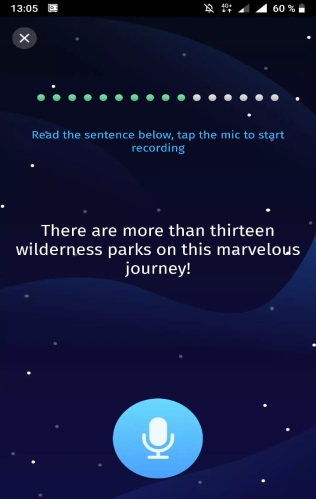 13:05 4G+ 60 %
Read the sentence below, tap the mic to start
recording
There are more than thirteen
wilderness parks on this marvelous
journey!